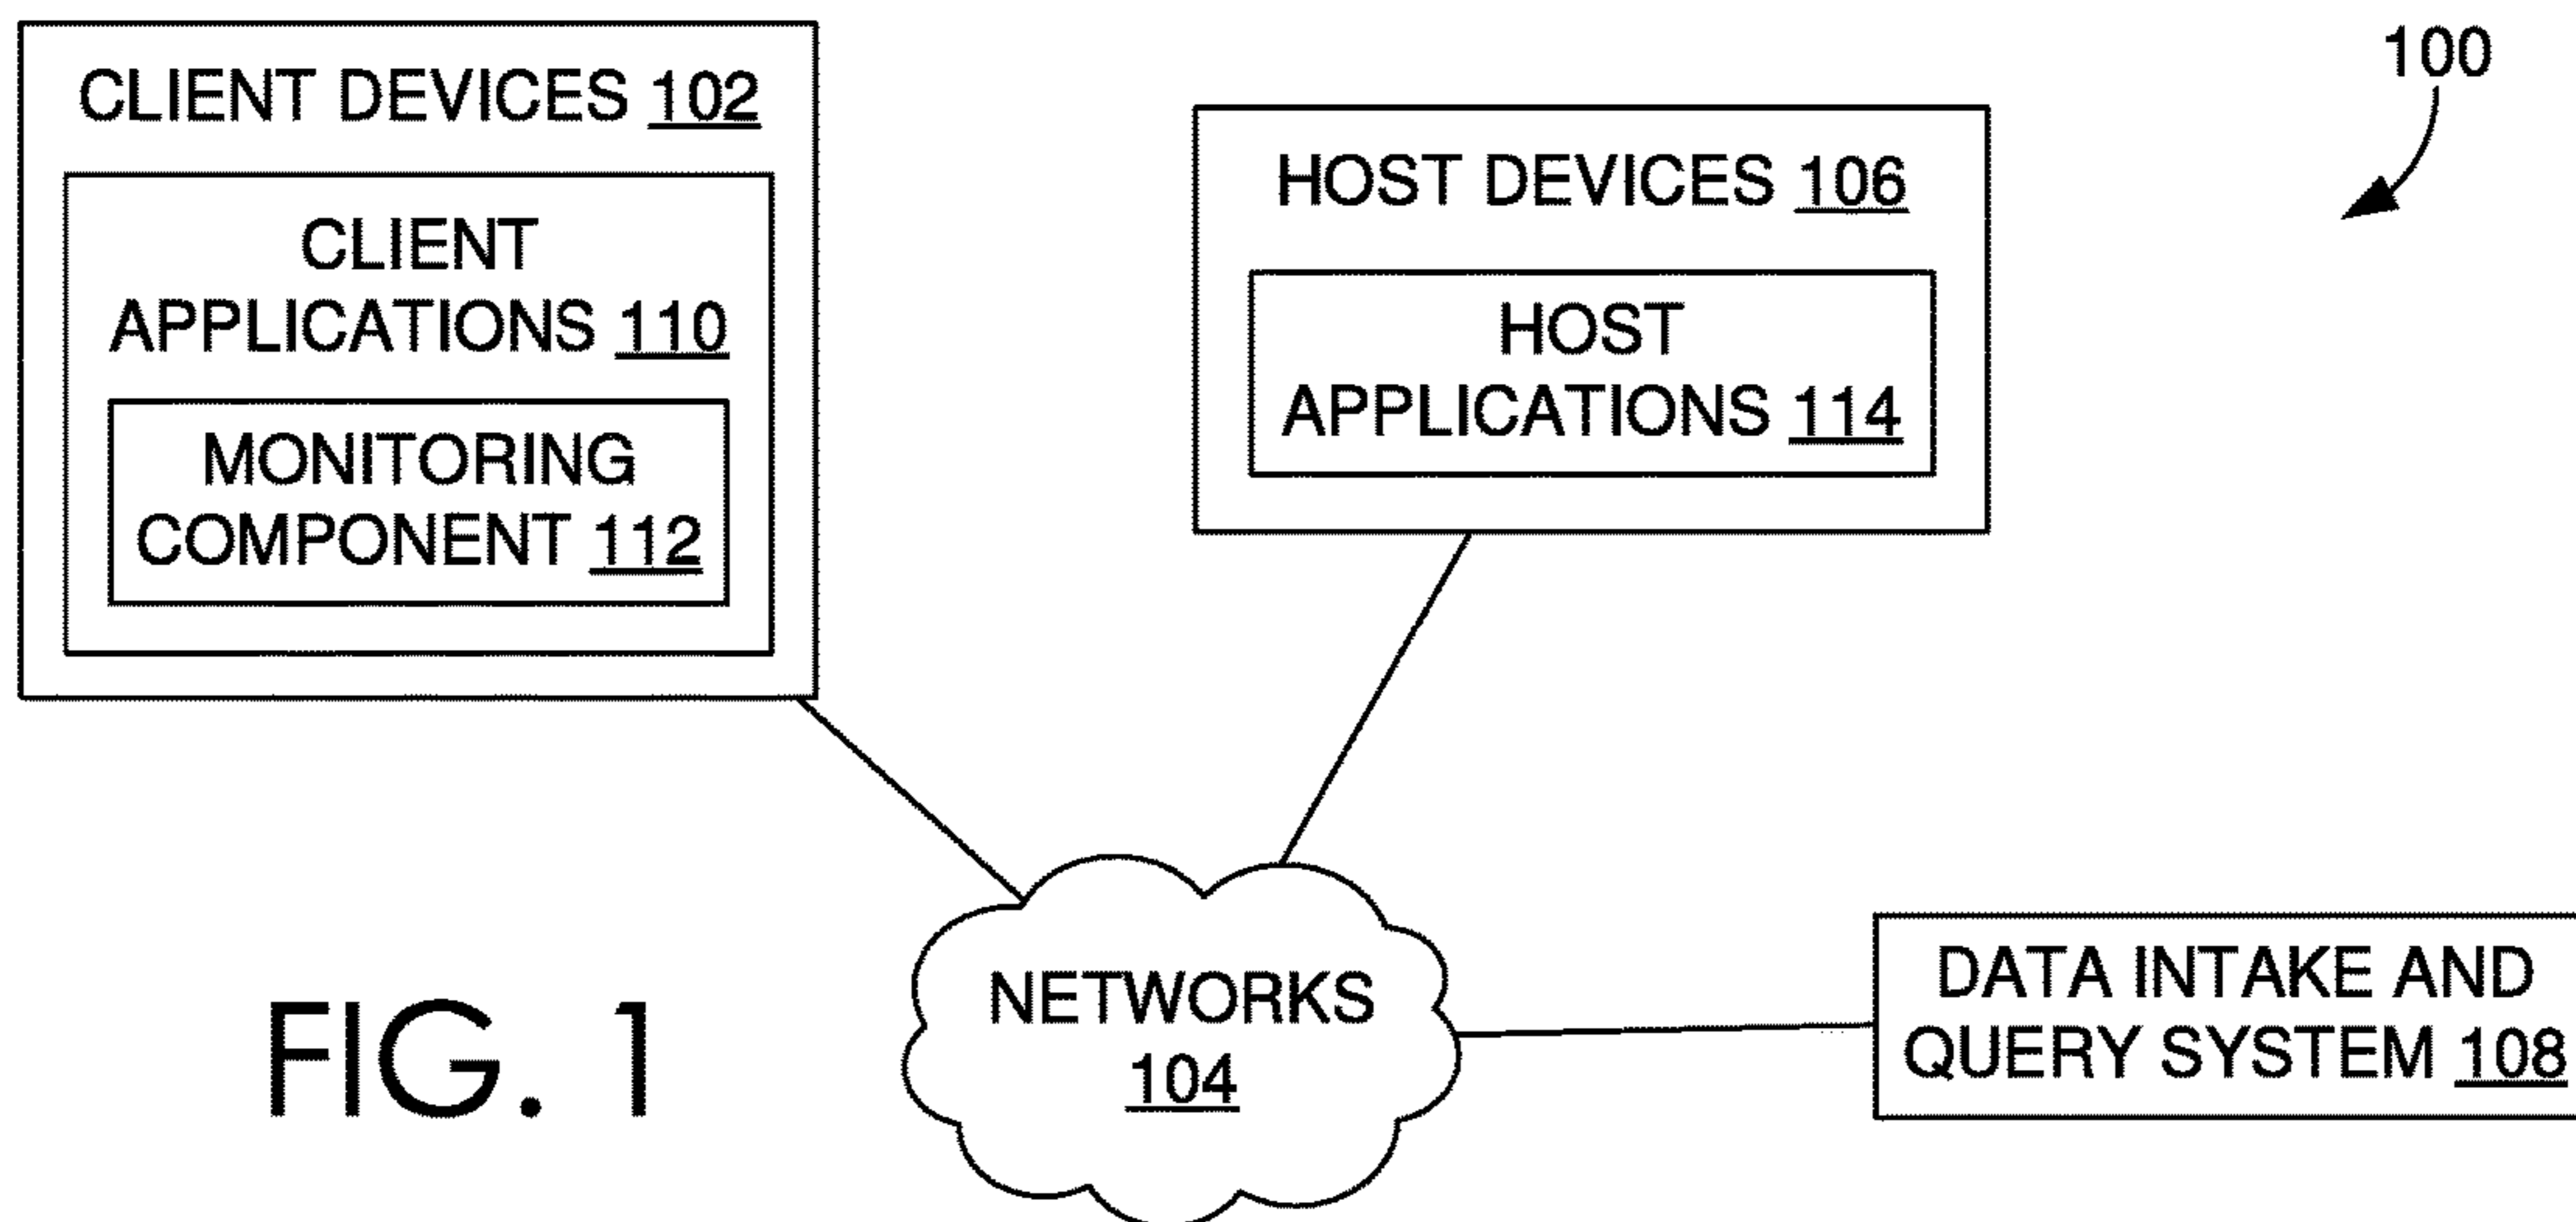 CLIENT DEVICES 102
CLIENT
APPLICATIONS 110
MONITORING
COMPONENT 112
HOST DEVICES 106
HOST
APPLICATIONS 114
100
NETWORKS
104
DATA INTAKE AND
QUERY SYSTEM 108
FIG. 1